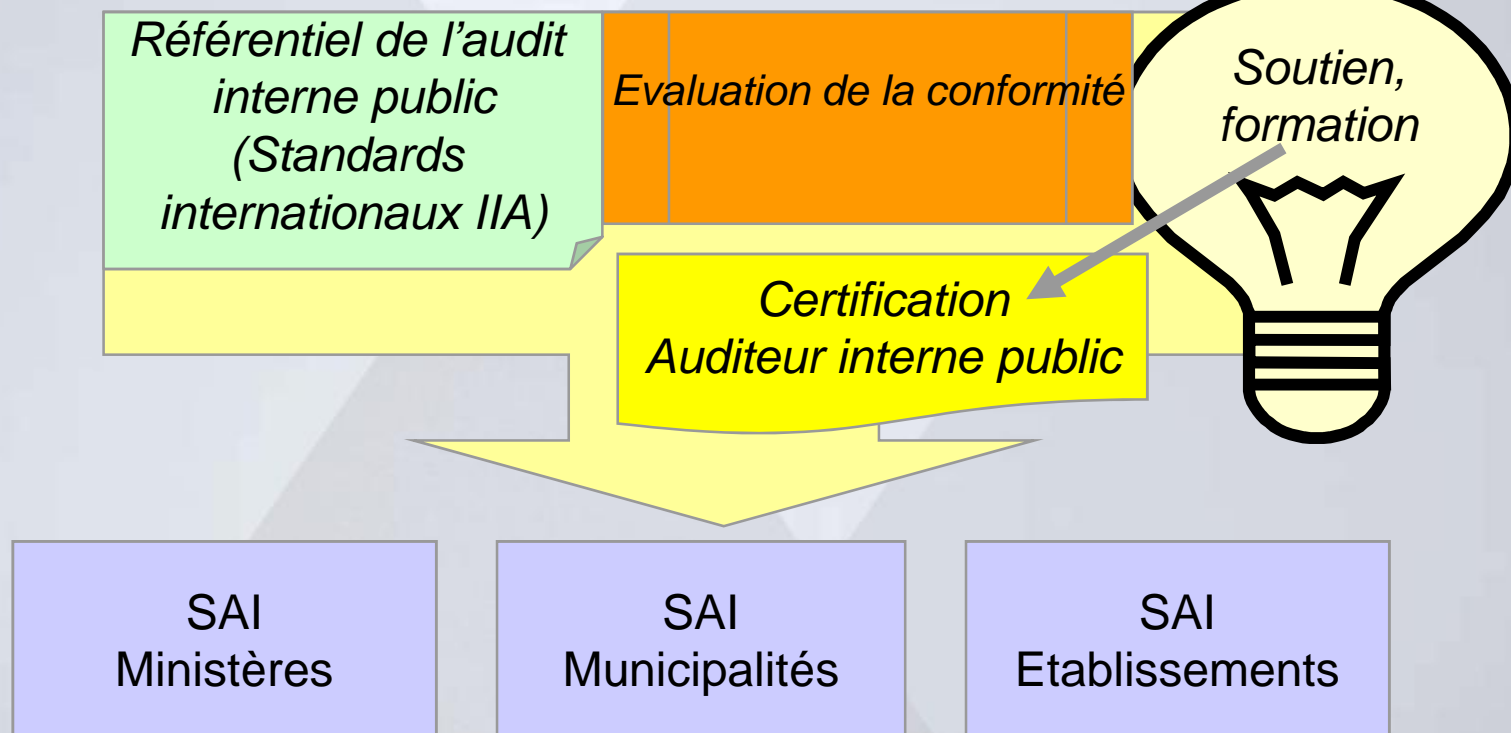 Référentiel de l’audit
interne public
(Standards
internationaux IIA)
Evaluation de la conformité
Soutien,
formation
Certification
Auditeur interne public
SAI
Ministères
SAI
Municipalités
SAI
Etablissements